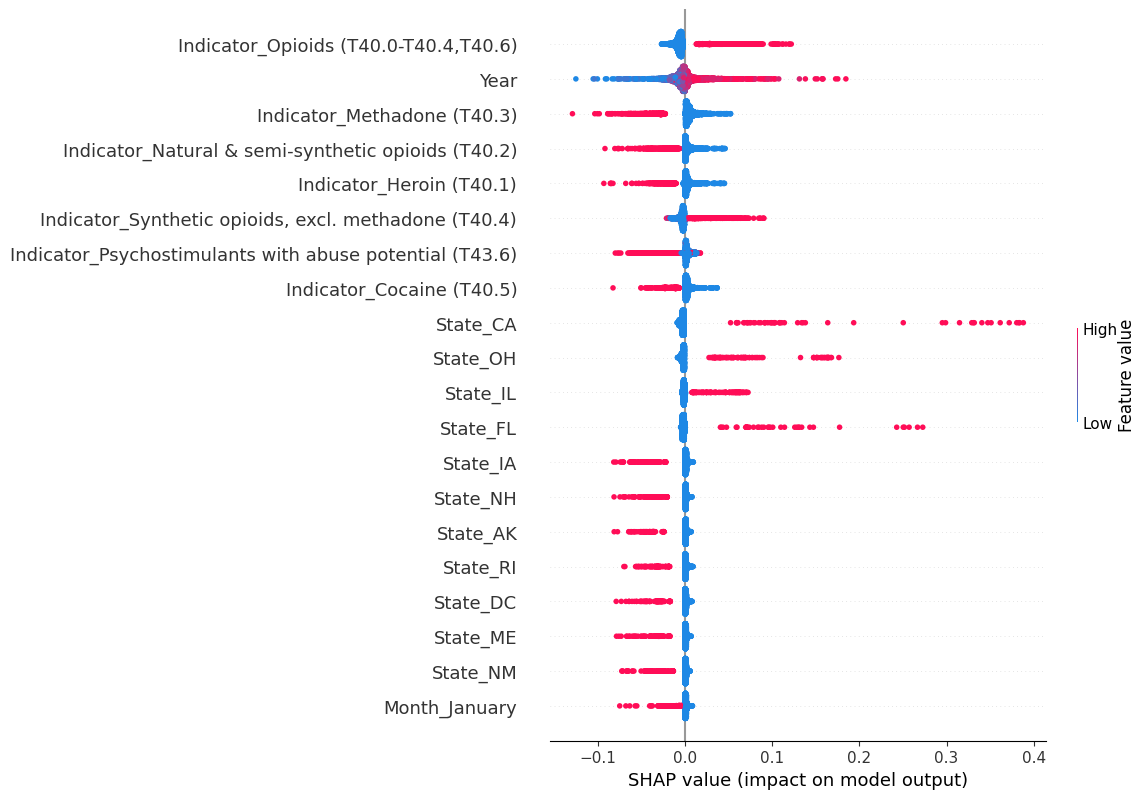 Indicator_Opioids (T40.0-T40.4,T40.6)
Year
Indicator_Methadone (T40.3)
Indicator_Natural & semi-synthetic opioids (T40.2)
Indicator_Heroin (T40.1)
Indicator_Synthetic opioids, excl. methadone (T40.4)
Indicator_Psychostimulants with abuse potential (T43.6)
Indicator_Cocaine (T40.5)
State_CA
State_OH
State_IL
State_FL
State_IA
State_NH
State_AK
State_RI
State_DC
State_ME
State_NM
Month_January
−0.1 0.0 0.1 0.2 0.3 0.4
SHAP value (impact on model output)
High
Low
Feature value